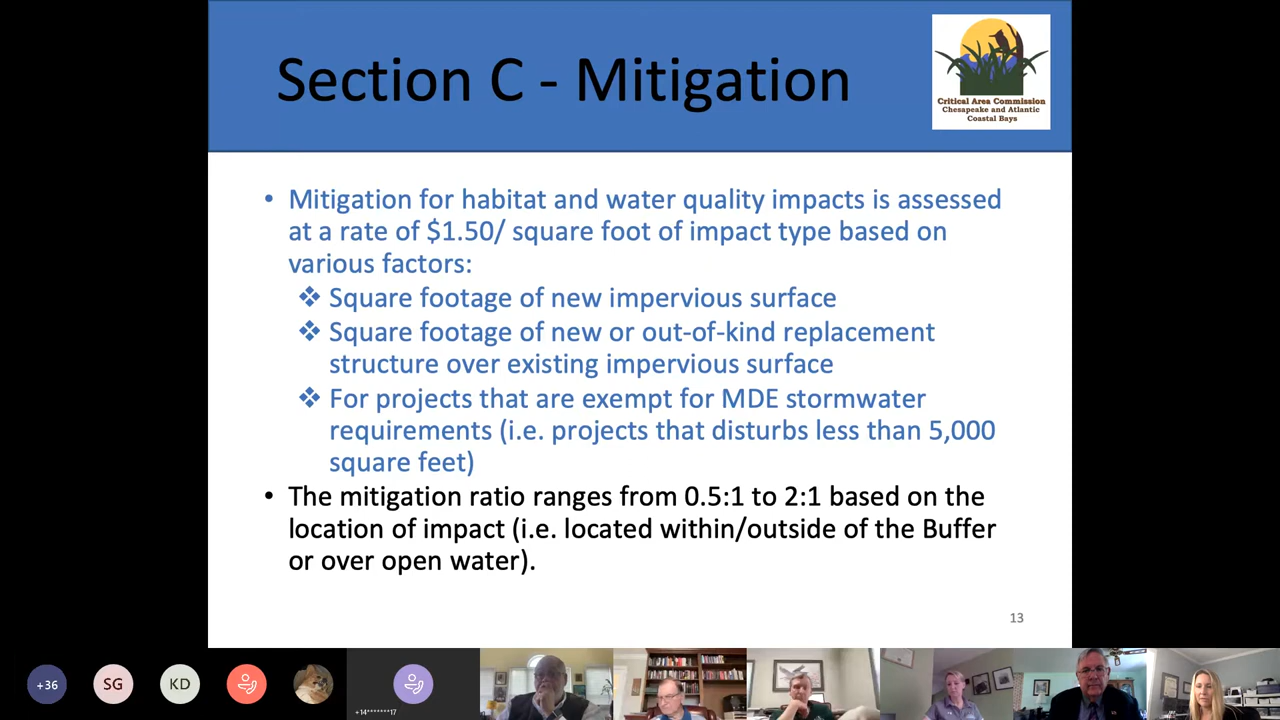 Section C - Mitigation
Critical Area Commission
Chesapeake and Atlantic
Coastal Bays
• Mitigation for habitat and water quality impacts is assessed
at a rate of $1.50/ square foot of impact type based on
various factors:
❖ Square footage of new impervious surface
❖ Square footage of new or out-of-kind replacement
structure over existing impervious surface
❖ For projects that are exempt for MDE stormwater
requirements (i.e. projects that disturbs less than 5,000
square feet)
• The mitigation ratio ranges from 0.5:1 to 2:1 based on the
location of impact (i.e. located within/outside of the Buffer
or over open water).
13
+36
SG
KD
+14*******17